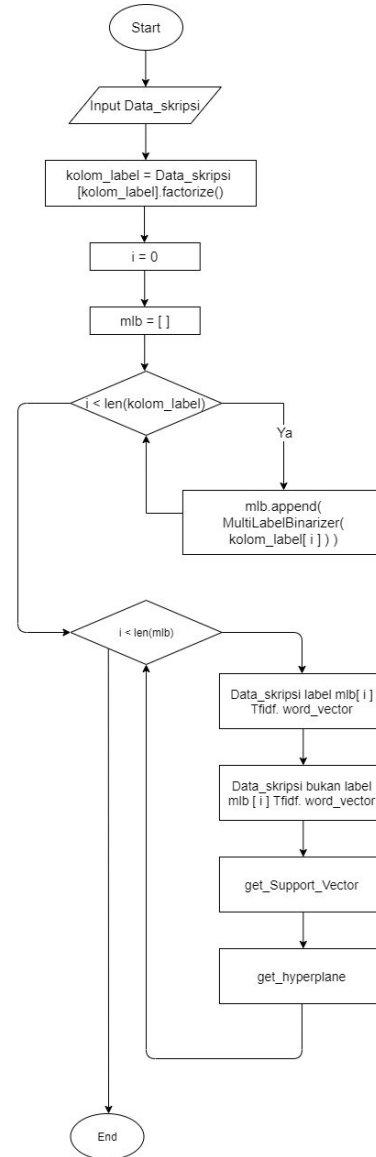 Start
Input Data_skripsi
kolom_label = Data_skripsi
[kolom_label].factorize()
i = 0
mlb = [ ]
i < len(kolom_label)
Ya
mlb.append(
MultiLabelBinarizer(
kolom_label[ i ] ) )
i < len(mlb)
Data_skripsi label mlb[ i ]
Tfidf. word_vector
Data_skripsi bukan label
mlb [ i ] Tfidf. word_vector
get_Support_Vector
get_hyperplane
End